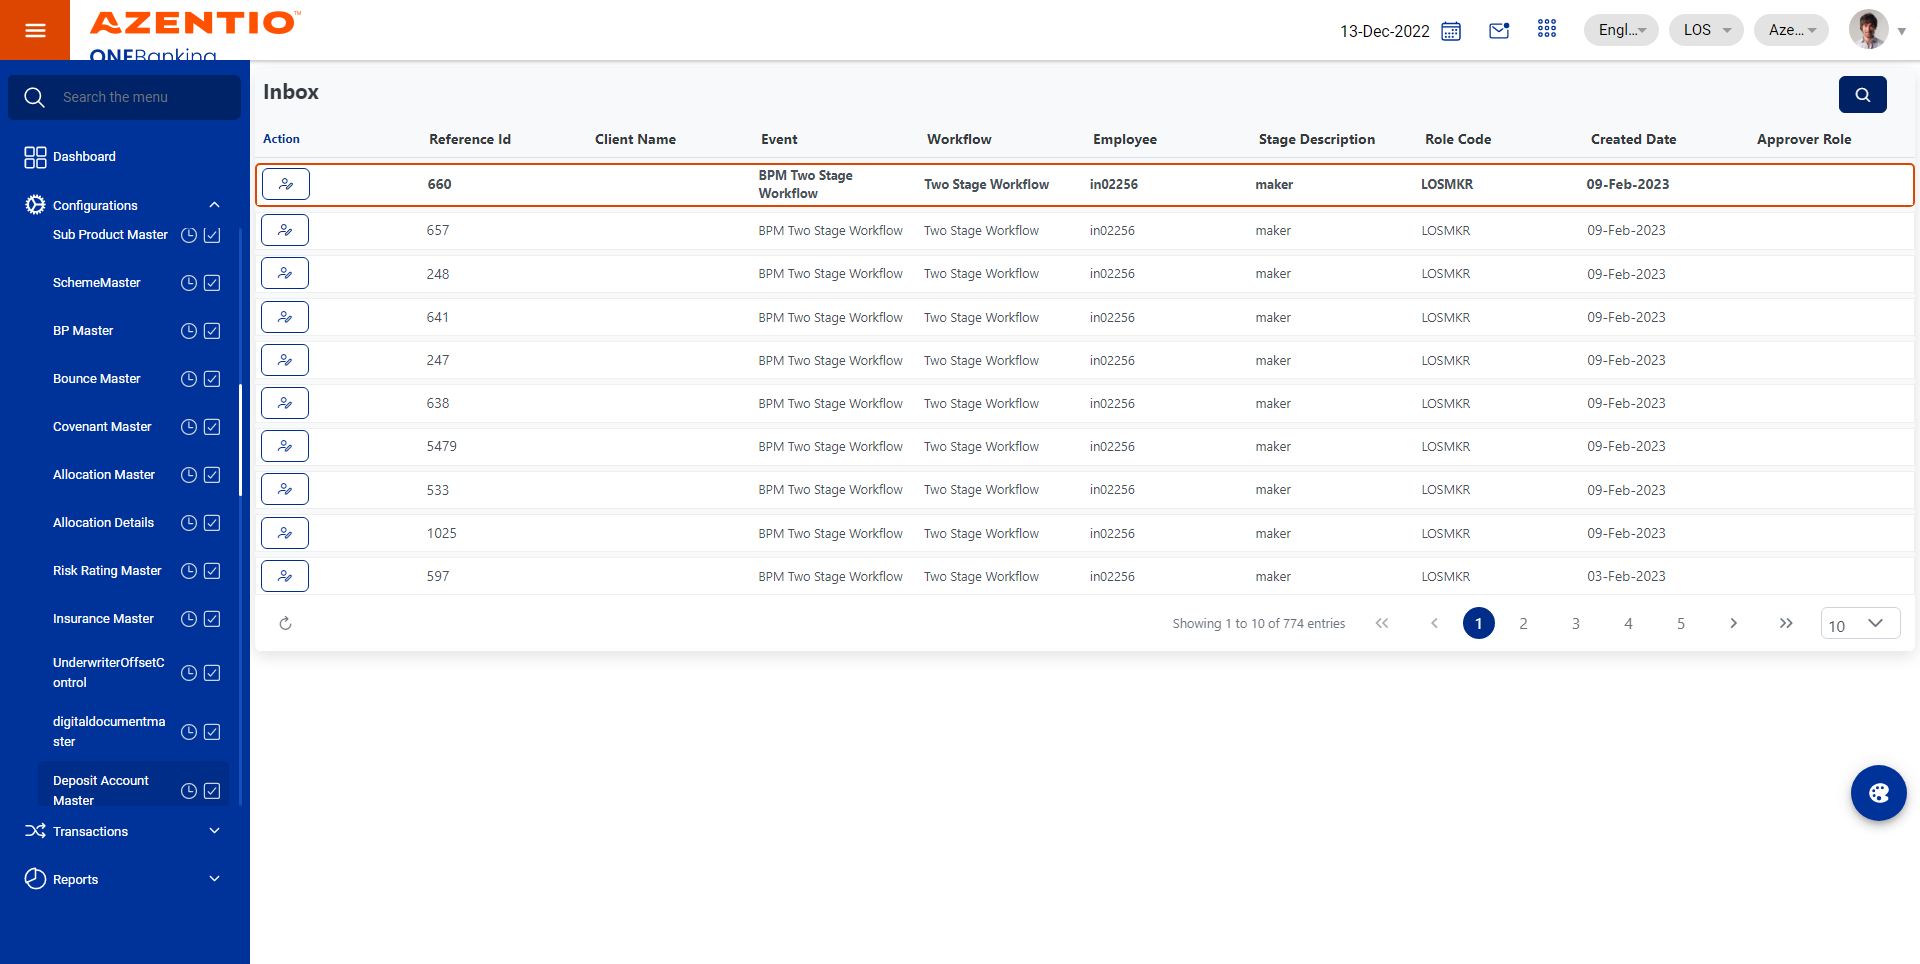 AZENTIO™
ONEBanking
13-Dec-2022
Engl...
LOS
Aze...
Search the menu
Dashboard
Configurations
Sub Product Master
SchemeMaster
BP Master
Bounce Master
Covenant Master
Allocation Master
Allocation Details
Risk Rating Master
Insurance Master
UnderwriterOffsetC
ontrol
digitaldocumentma
ster
Deposit Account
Master
Transactions
Reports
Inbox
Action Reference Id Client Name Event Workflow Employee Stage Description Role Code Created Date Approver Role
660 BPM Two Stage Workflow Two Stage Workflow in02256 maker LOSMKR 09-Feb-2023
657 BPM Two Stage Workflow Two Stage Workflow in02256 maker LOSMKR 09-Feb-2023
248 BPM Two Stage Workflow Two Stage Workflow in02256 maker LOSMKR 09-Feb-2023
641 BPM Two Stage Workflow Two Stage Workflow in02256 maker LOSMKR 09-Feb-2023
247 BPM Two Stage Workflow Two Stage Workflow in02256 maker LOSMKR 09-Feb-2023
638 BPM Two Stage Workflow Two Stage Workflow in02256 maker LOSMKR 09-Feb-2023
5479 BPM Two Stage Workflow Two Stage Workflow in02256 maker LOSMKR 09-Feb-2023
533 BPM Two Stage Workflow Two Stage Workflow in02256 maker LOSMKR 09-Feb-2023
1025 BPM Two Stage Workflow Two Stage Workflow in02256 maker LOSMKR 09-Feb-2023
597 BPM Two Stage Workflow Two Stage Workflow in02256 maker LOSMKR 03-Feb-2023
Showing 1 to 10 of 774 entries 1 2 3 4 5 10